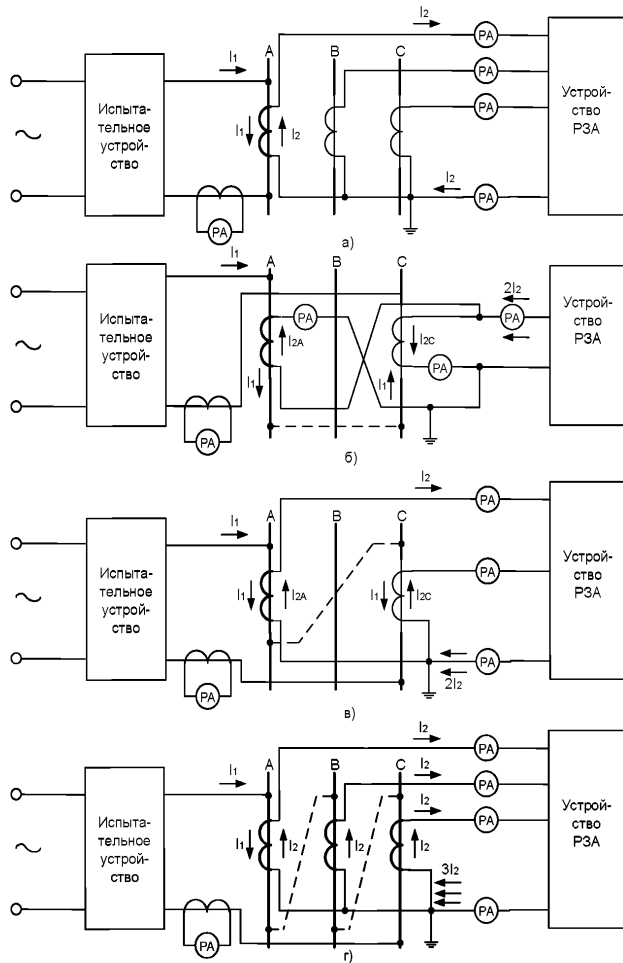 I2
A B C PA
I1 PA
Испыта-
тельное
устрой-
ство
Устрой-
ство
РЗА
I1 I2 PA
I2
PA
PA
а)
I1 A B C
2I2
PA PA
Испыта-
тельное
устрой-
ство
Устрой-
ство
РЗА
I2A I2C
PA
I1 I1
PA
б)
I2
A B C PA
I1
Испыта-
тельное
устрой-
ство
Устрой-
ство
РЗА
PA
I1 I2A I1 I2C
PA
2I2
PA
в)
I2
A B C PA
I1 I2
PA
I2
PA
Испыта-
тельное
устрой-
ство
Устрой-
ство
РЗА
I1 I2 I2 I2
3I2
PA
PA
г)